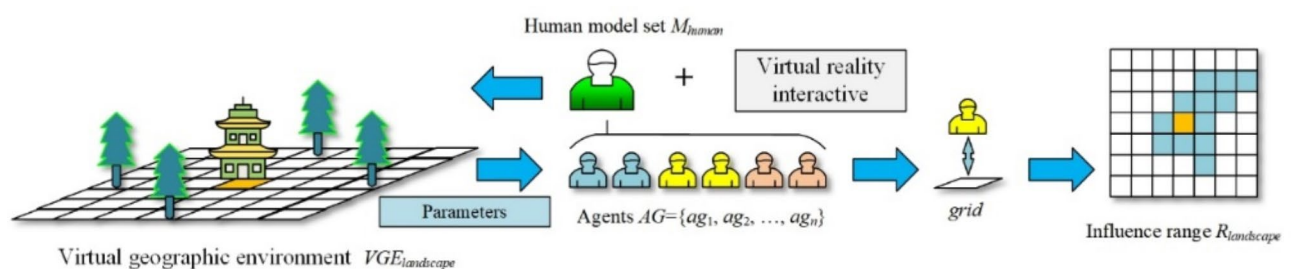 Human model set M_human
+
Virtual reality
interactive
Parameters
Agents AG={ag_1, ag_2, …, ag_n}
grid
Influence range R_landscape
Virtual geographic environment VGE_landscape